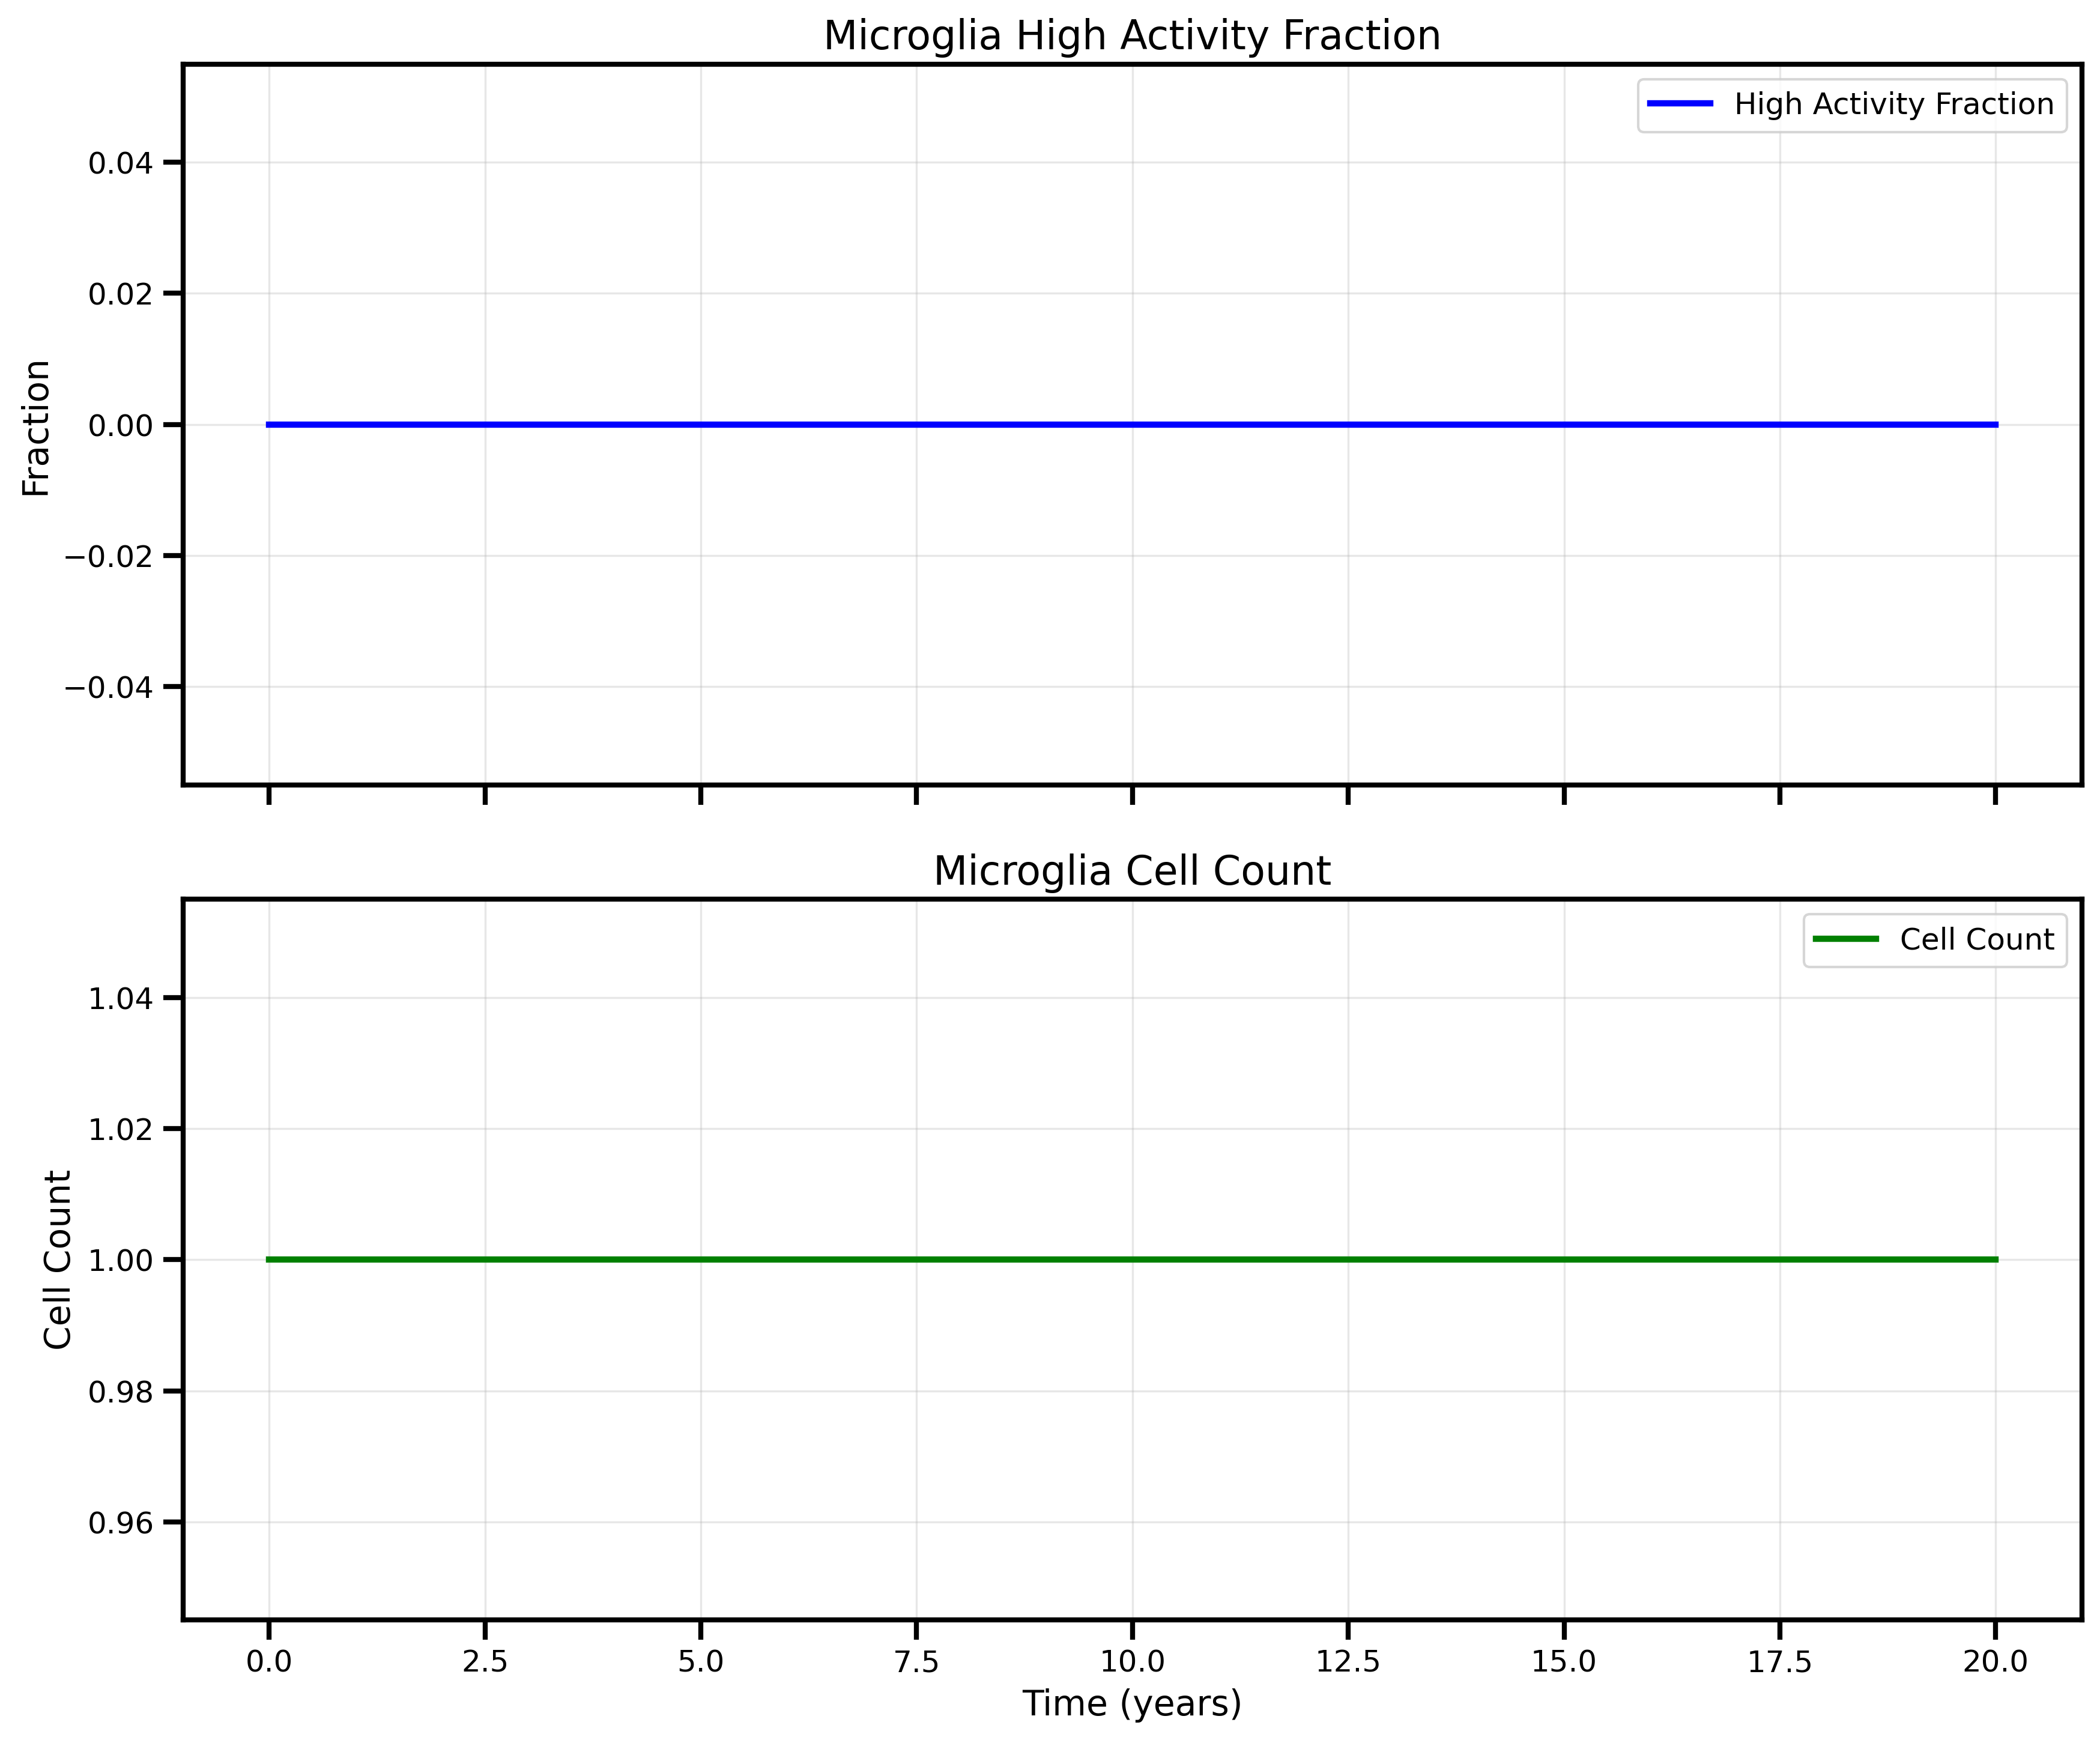 Microglia High Activity Fraction
High Activity Fraction
0.04
0.02
0.00
−0.02
−0.04
Fraction
Microglia Cell Count
Cell Count
1.04
1.02
1.00
0.98
0.96
Cell Count
0.0 2.5 5.0 7.5 10.0 12.5 15.0 17.5 20.0
Time (years)